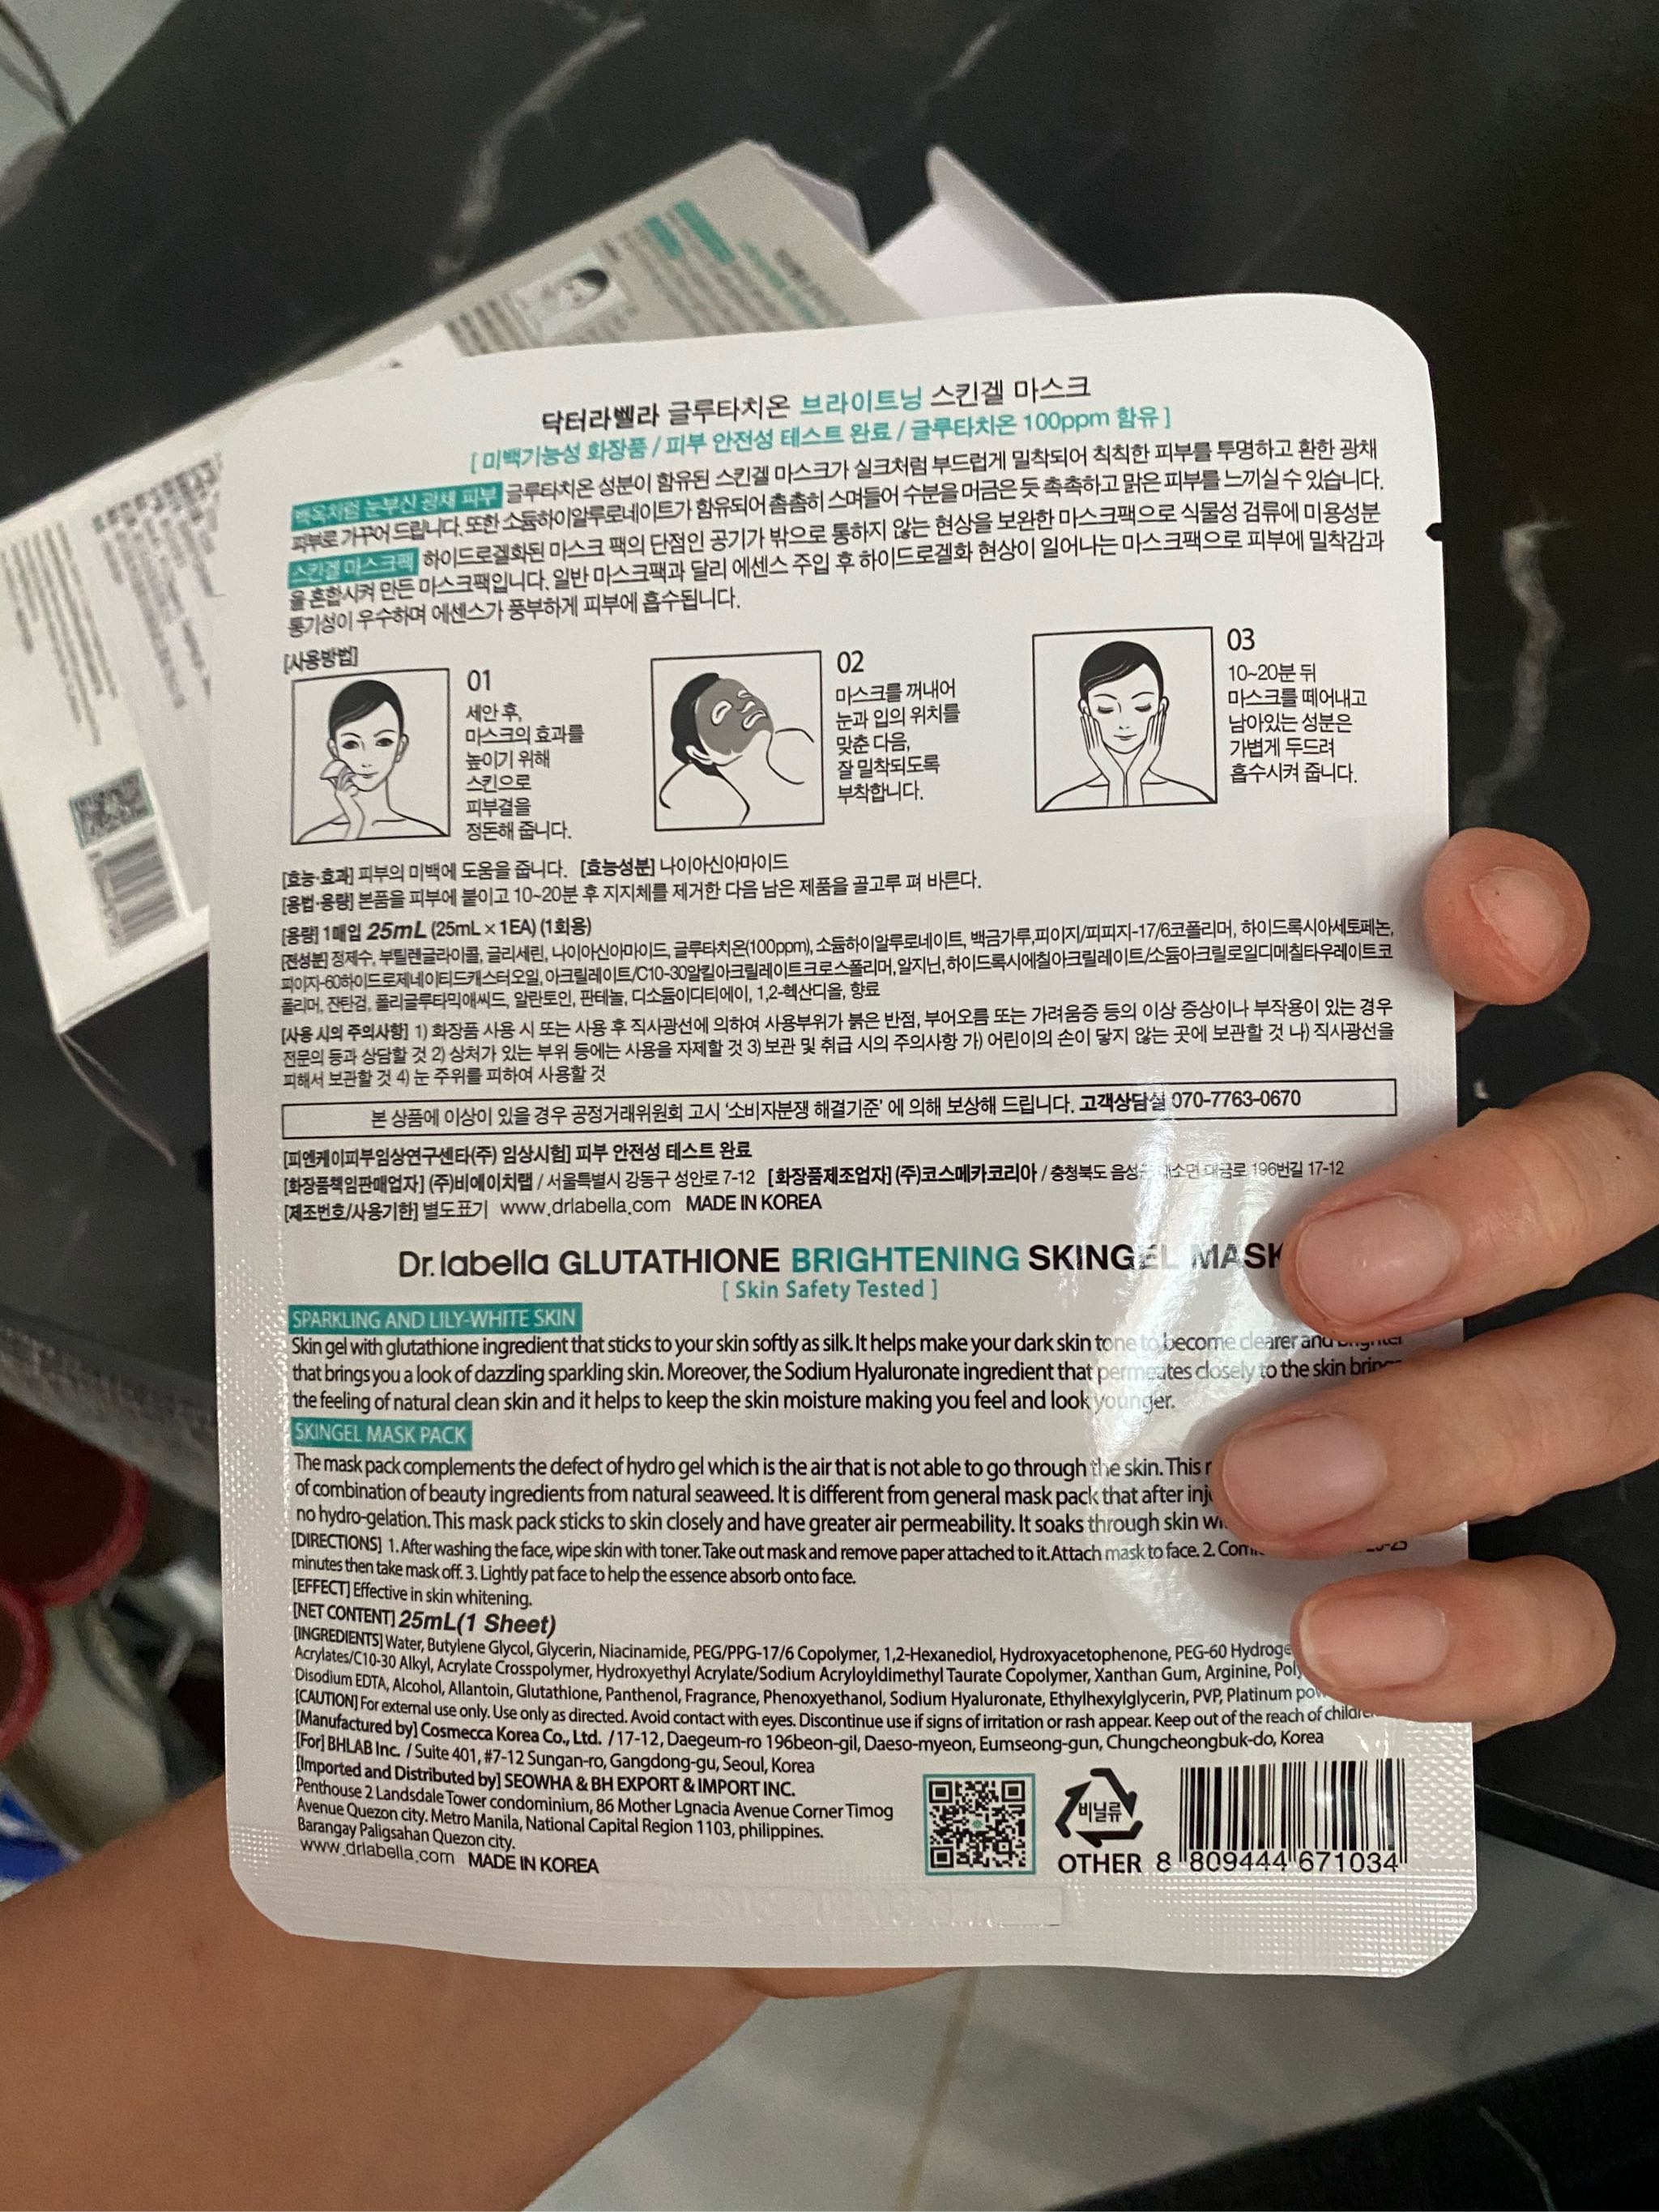 닥터라벨라 글루타치온 브라이트닝 스킨겔 마스크
[ 미백기능성 화장품 / 피부 안전성 테스트 완료 / 글루타치온 100ppm 함유 ]
백옥처럼 눈부신 광채 피부 글루타치온 성분이 함유된 스킨겔 마스크가 실크처럼 부드럽게 밀착되어 칙칙한 피부를 투명하고 환한 광채
피부로 가꾸어 드립니다. 또한 소듐하이알루로네이트가 함유되어 촘촘히 스며들어 수분을 머금은 듯 촉촉하고 맑은 피부를 느끼실 수 있습니다.
스킨겔 마스크팩 하이드로겔화된 마스크 팩의 단점인 공기가 밖으로 통하지 않는 현상을 보완한 마스크팩으로 식물성 검류에 미용성분
을 혼합시켜 만든 마스크팩입니다. 일반 마스크팩과 달리 에센스 주입 후 하이드로겔화 현상이 일어나는 마스크팩으로 피부에 밀착감과
통기성이 우수하며 에센스가 풍부하게 피부에 흡수됩니다.
[사용방법]
01
세안 후,
마스크의 효과를
높이기 위해
스킨으로
피부결을
정돈해 줍니다.
02
마스크를 꺼내어
눈과 입의 위치를
맞춘 다음,
잘 밀착되도록
부착합니다.
03
10~20분 뒤
마스크를 떼어내고
남아있는 성분은
가볍게 두드려
흡수시켜 줍니다.
[효능·효과] 피부의 미백에 도움을 줍니다. [효능성분] 나이아신아마이드
[용법·용량] 본품을 피부에 붙이고 10~20분 후 지지체를 제거한 다음 남은 제품을 골고루 펴 바른다.
[용량] 1매입 25mL (25mL × 1EA) (1회용)
[전성분] 정제수, 부틸렌글라이콜, 글리세린, 나이아신아마이드, 글루타치온(100ppm), 소듐하이알루로네이트, 백금가루, 피이지/피피지-17/6코폴리머, 하이드록시아세토페논,
피이지-60하이드로제네이티드캐스터오일, 아크릴레이트/C10-30알킬아크릴레이트크로스폴리머, 알지닌, 하이드록시에칠아크릴레이트/소듐아크릴로일디메칠타우레이트코
폴리머, 잔탄검, 폴리글루타믹애씨드, 알란토인, 판테놀, 디소듐이디티에이, 1,2-헥산디올, 향료
[사용 시의 주의사항] 1) 화장품 사용 시 또는 사용 후 직사광선에 의하여 사용부위가 붉은 반점, 부어오름 또는 가려움증 등의 이상 증상이나 부작용이 있는 경우
전문의 등과 상담할 것 2) 상처가 있는 부위 등에는 사용을 자제할 것 3) 보관 및 취급 시의 주의사항 가) 어린이의 손이 닿지 않는 곳에 보관할 것 나) 직사광선을
피해서 보관할 것 4) 눈 주위를 피하여 사용할 것
본 상품에 이상이 있을 경우 공정거래위원회 고시 '소비자분쟁 해결기준' 에 의해 보상해 드립니다. 고객상담실 070-7763-0670
[피엔케이피부임상연구센타(주) 임상시험] 피부 안전성 테스트 완료
[화장품책임판매업자] (주)비에이치랩 / 서울특별시 강동구 성안로 7-12 [화장품제조업자] (주)코스메카코리아 / 충청북도 대금로 196번길 17-12
[제조번호/사용기한] 별도표기 www.drlabella.com MADE IN KOREA
Dr.labella GLUTATHIONE BRIGHTENING SKINGEL MASK
[ Skin Safety Tested ]
SPARKLING AND LILY-WHITE SKIN
Skin gel with glutathione ingredient that sticks to your skin softly as silk. It helps make your dark skin tone to become clearer and brighter
that brings you a look of dazzling sparkling skin. Moreover, the Sodium Hyaluronate ingredient that permeates closely to the skin
the feeling of natural clean skin and it helps to keep the skin moisture making you feel and look younger.
SKINGEL MASK PACK
The mask pack complements the defect of hydro gel which is the air that is not able to go through the skin. This
of combination of beauty ingredients from natural seaweed. It is different from general mask pack that after
no hydro-gelation. This mask pack sticks to skin closely and have greater air permeability. It soaks through skin
[DIRECTIONS] 1. After washing the face, wipe skin with toner. Take out mask and remove paper attached to it. Attach mask to face. 2.
minutes then take mask off. 3. Lightly pat face to help the essence absorb onto face.
[EFFECT] Effective in skin whitening.
[NET CONTENT] 25mL(1 Sheet)
[INGREDIENTS] Water, Butylene Glycol, Glycerin, Niacinamide, PEG/PPG-17/6 Copolymer, 1,2-Hexanediol, Hydroxyacetophenone, PEG-60
Acrylates/C10-30 Alkyl, Acrylate Crosspolymer, Hydroxyethyl Acrylate/Sodium Acryloyldimethyl Taurate Copolymer, Xanthan Gum, Arginine,
Disodium EDTA, Alcohol, Allantoin, Glutathione, Panthenol, Fragrance, Phenoxyethanol, Sodium Hyaluronate, Ethylhexylglycerin, PVP, Platinum
[CAUTION] For external use only. Use only as directed. Avoid contact with eyes. Discontinue use if signs of irritation or rash appear. Keep out of the reach of
[Manufactured by] Cosmecca Korea Co., Ltd. / 17-12, Daegeum-ro 196beon-gil, Daeso-myeon, Eumseong-gun, Chungcheongbuk-do, Korea
[For] BHLAB Inc. / Suite 401, #7-12 Sungan-ro, Gangdong-gu, Seoul, Korea
[Imported and Distributed by] SEOWHA & BH EXPORT & IMPORT INC.
Penthouse 2 Landsdale Tower condominium, 86 Mother Lgnacia Avenue Corner Timog
Avenue Quezon city. Metro Manila, National Capital Region 1103, philippines.
Barangay Paligsahan Quezon city.
www.drlabella.com MADE IN KOREA
비닐류
OTHER
8 809444 671034